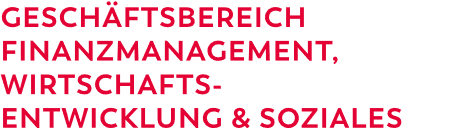 GESCHÄFTSBEREICH
FINANZMANAGEMENT,
WIRTSCHAFTS-
ENTWICKLUNG & SOZIALES